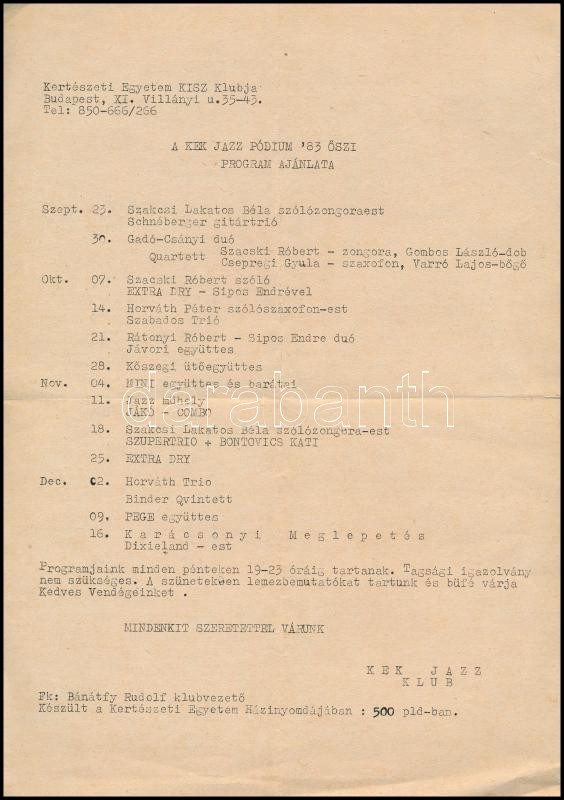 Kertészeti Egyetem KISZ Klubja
Budapest, XI. Villányi u.35-43.
Tel: 850-666/266
A KEK JAZZ PÓDIUM '83 ŐSZI
PROGRAM AJÁNLATA
Szept. 23. Szakcsi Lakatos Béla szólózongoraest
Schnéberger gitártrió
30. Gadó-Csányi duó
Quartett Szacski Róbert - zongora, Gombos László-dob
Csepregi Gyula - szaxofon, Varró Lajos-bőgő
Okt. 07. Szacski Róbert szóló
EXTRA DRY - Sipos Endrével
14. Horváth Péter szólószaxofon-est
Szabados Trió
21. Rátonyi Róbert - Sipos Endre duó
Jávori együttes
28. Kőszegi ütőegyüttes
Nov. 04. MINI együttes és barátai
11. Jazz műhely
JÁKÓ - COMBO
18. Szakcsi Lakatos Béla szólózongora-est
SZUPERTRIO + BONTOVICS KATI
25. EXTRA DRY
Dec. 02. Horváth Trio
Binder Qvintett
09. PEGE együttes
16. Karácsonyi Meglepetés
Dixieland - est
Programjaink minden pénteken 19-23 óráig tartanak. Tagsági igazolvány
nem szükséges. A szünetekben lemezbemutatókat tartunk és büfé várja
Kedves Vendégeinket .
MINDENKIT SZERETETTEL VÁRUNK
KEK JAZZ
KLUB
Fk: Bánátfy Rudolf klubvezető
Készült a Kertészeti Egyetem Házinyomdájában : 500 pld-ban.
darabanth